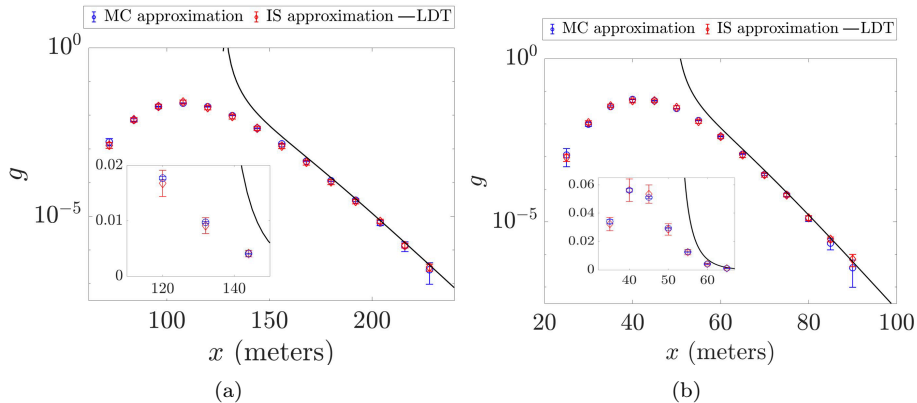 MC approximation IS approximation LDT
10^0
10^-5
g
0.02
0.01
0
120 140
100 150 200
x (meters)
(a)
MC approximation IS approximation LDT
10^0
10^-5
g
0.06
0.04
0.02
0
40 50 60
20 40 60 80 100
x (meters)
(b)